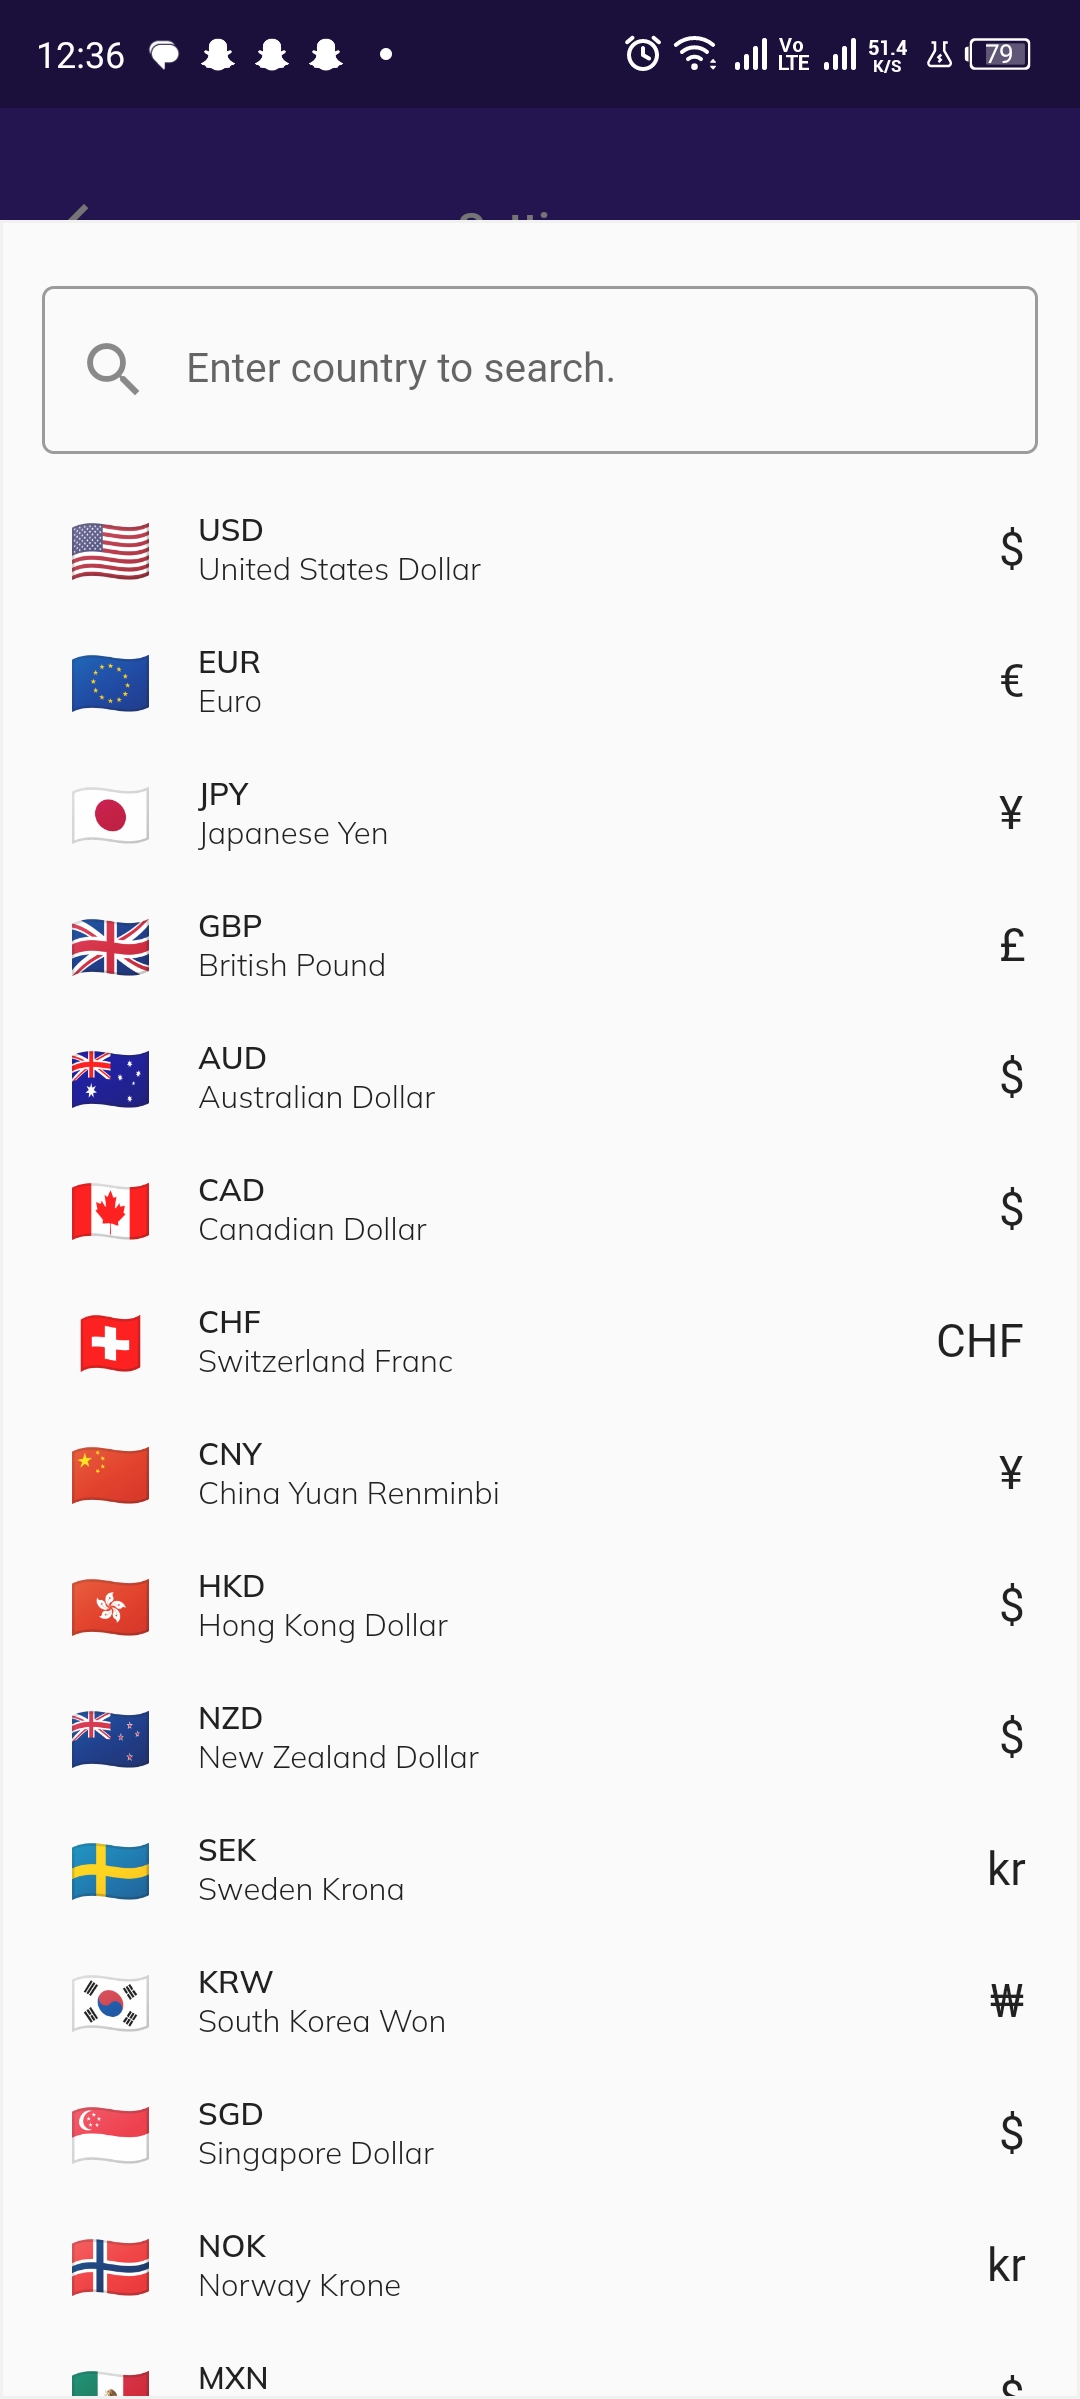 12:36 Vo LTE 51.4 K/S 79
Enter country to search.
USD
United States Dollar
$
EUR
Euro
€
JPY
Japanese Yen
¥
GBP
British Pound
£
AUD
Australian Dollar
$
CAD
Canadian Dollar
$
CHF
Switzerland Franc
CHF
CNY
China Yuan Renminbi
¥
HKD
Hong Kong Dollar
$
NZD
New Zealand Dollar
$
SEK
Sweden Krona
kr
KRW
South Korea Won
₩
SGD
Singapore Dollar
$
NOK
Norway Krone
kr
MXN
$